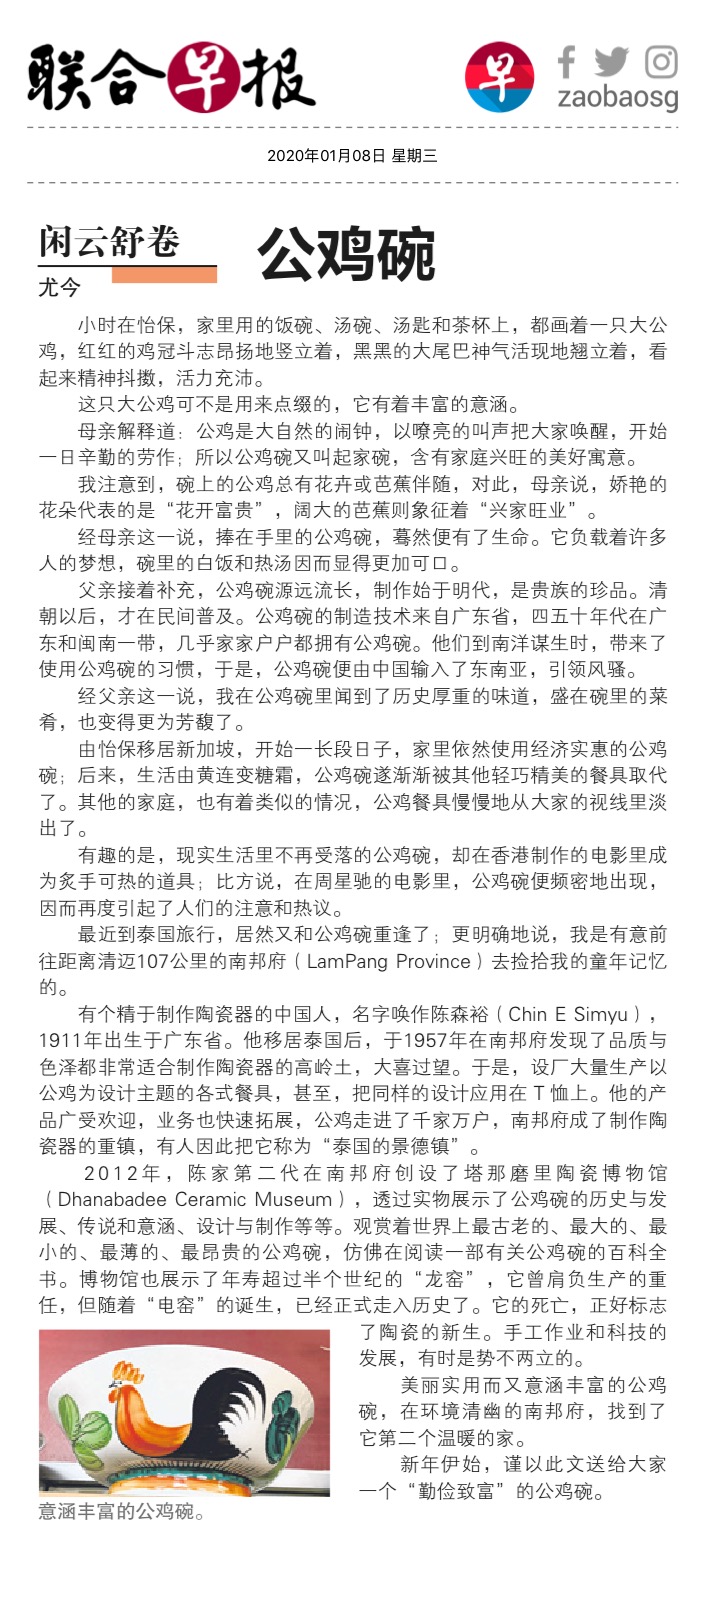 联合早报
早
zaobaosg
2020年01月08日 星期三
闲云舒卷
公鸡碗
尤今
小时在怡保，家里用的饭碗、汤碗、汤匙和茶杯上，都画着一只大公
鸡，红红的鸡冠斗志昂扬地竖立着，黑黑的大尾巴神气活现地翘立着，看
起来精神抖擞，活力充沛。
这只大公鸡可不是用来点缀的，它有着丰富的意涵。
母亲解释道：公鸡是大自然的闹钟，以嘹亮的叫声把大家唤醒，开始
一日辛勤的劳作；所以公鸡碗又叫起家碗，含有家庭兴旺的美好寓意。
我注意到，碗上的公鸡总有花卉或芭蕉伴随，对此，母亲说，娇艳的
花朵代表的是“花开富贵”，阔大的芭蕉则象征着“兴家旺业”。
经母亲这一说，捧在手里的公鸡碗，蓦然便有了生命。它负载着许多
人的梦想，碗里的白饭和热汤因而显得更加可口。
父亲接着补充，公鸡碗源远流长，制作始于明代，是贵族的珍品。清
朝以后，才在民间普及。公鸡碗的制造技术来自广东省，四五十年代在广
东和闽南一带，几乎家家户户都拥有公鸡碗。他们到南洋谋生时，带来了
使用公鸡碗的习惯，于是，公鸡碗便由中国输入了东南亚，引领风骚。
经父亲这一说，我在公鸡碗里闻到了历史厚重的味道，盛在碗里的菜
肴，也变得更为芳馥了。
由怡保移居新加坡，开始一长段日子，家里依然使用经济实惠的公鸡
碗；后来，生活由黄连变糖霜，公鸡碗遂渐渐被其他轻巧精美的餐具取代
了。其他的家庭，也有着类似的情况，公鸡餐具慢慢地从大家的视线里淡
出了。
有趣的是，现实生活里不再受落的公鸡碗，却在香港制作的电影里成
为炙手可热的道具；比方说，在周星驰的电影里，公鸡碗便频密地出现，
因而再度引起了人们的注意和热议。
最近到泰国旅行，居然又和公鸡碗重逢了；更明确地说，我是有意前
往距离清迈107公里的南邦府（LamPang Province）去捡拾我的童年记忆
的。
有个精于制作陶瓷器的中国人，名字唤作陈森裕（Chin E Simyu），
1911年出生于广东省。他移居泰国后，于1957年在南邦府发现了品质与
色泽都非常适合制作陶瓷器的高岭土，大喜过望。于是，设厂大量生产以
公鸡为设计主题的各式餐具，甚至，把同样的设计应用在T恤上。他的产
品广受欢迎，业务也快速拓展，公鸡走进了千家万户，南邦府成了制作陶
瓷器的重镇，有人因此把它称为“泰国的景德镇”。
2012年，陈家第二代在南邦府创设了塔那磨里陶瓷博物馆
（Dhanabadee Ceramic Museum），透过实物展示了公鸡碗的历史与发
展、传说和意涵、设计与制作等等。观赏着世界上最古老的、最大的、最
小的、最薄的、最昂贵的公鸡碗，仿佛在阅读一部有关公鸡碗的百科全
书。博物馆也展示了年寿超过半个世纪的“龙窑”，它曾肩负生产的重
任，但随着“电窑”的诞生，已经正式走入历史了。它的死亡，正好标志
了陶瓷的新生。手工作业和科技的
发展，有时是势不两立的。
美丽实用而又意涵丰富的公鸡
碗，在环境清幽的南邦府，找到了
它第二个温暖的家。
新年伊始，谨以此文送给大家
一个“勤俭致富”的公鸡碗。
意涵丰富的公鸡碗。